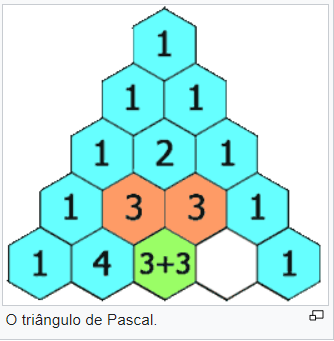 1
1 1
1 2 1
1 3 3 1
1 4 3+3 1
O triângulo de Pascal.